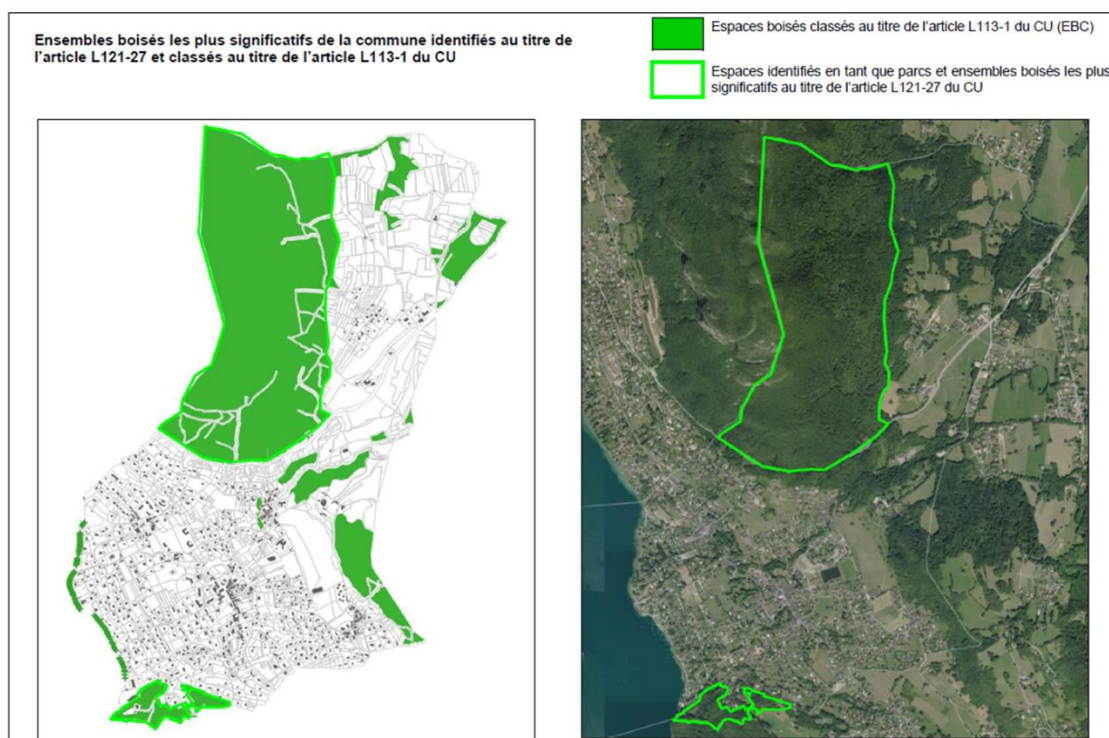 Ensembles boisés les plus significatifs de la commune identifiés au titre de
l'article L121-27 et classés au titre de l'article L113-1 du CU
Espaces boisés classés au titre de l'article L113-1 du CU (EBC)
Espaces identifiés en tant que parcs et ensembles boisés les plus
significatifs au titre de l'article L121-27 du CU